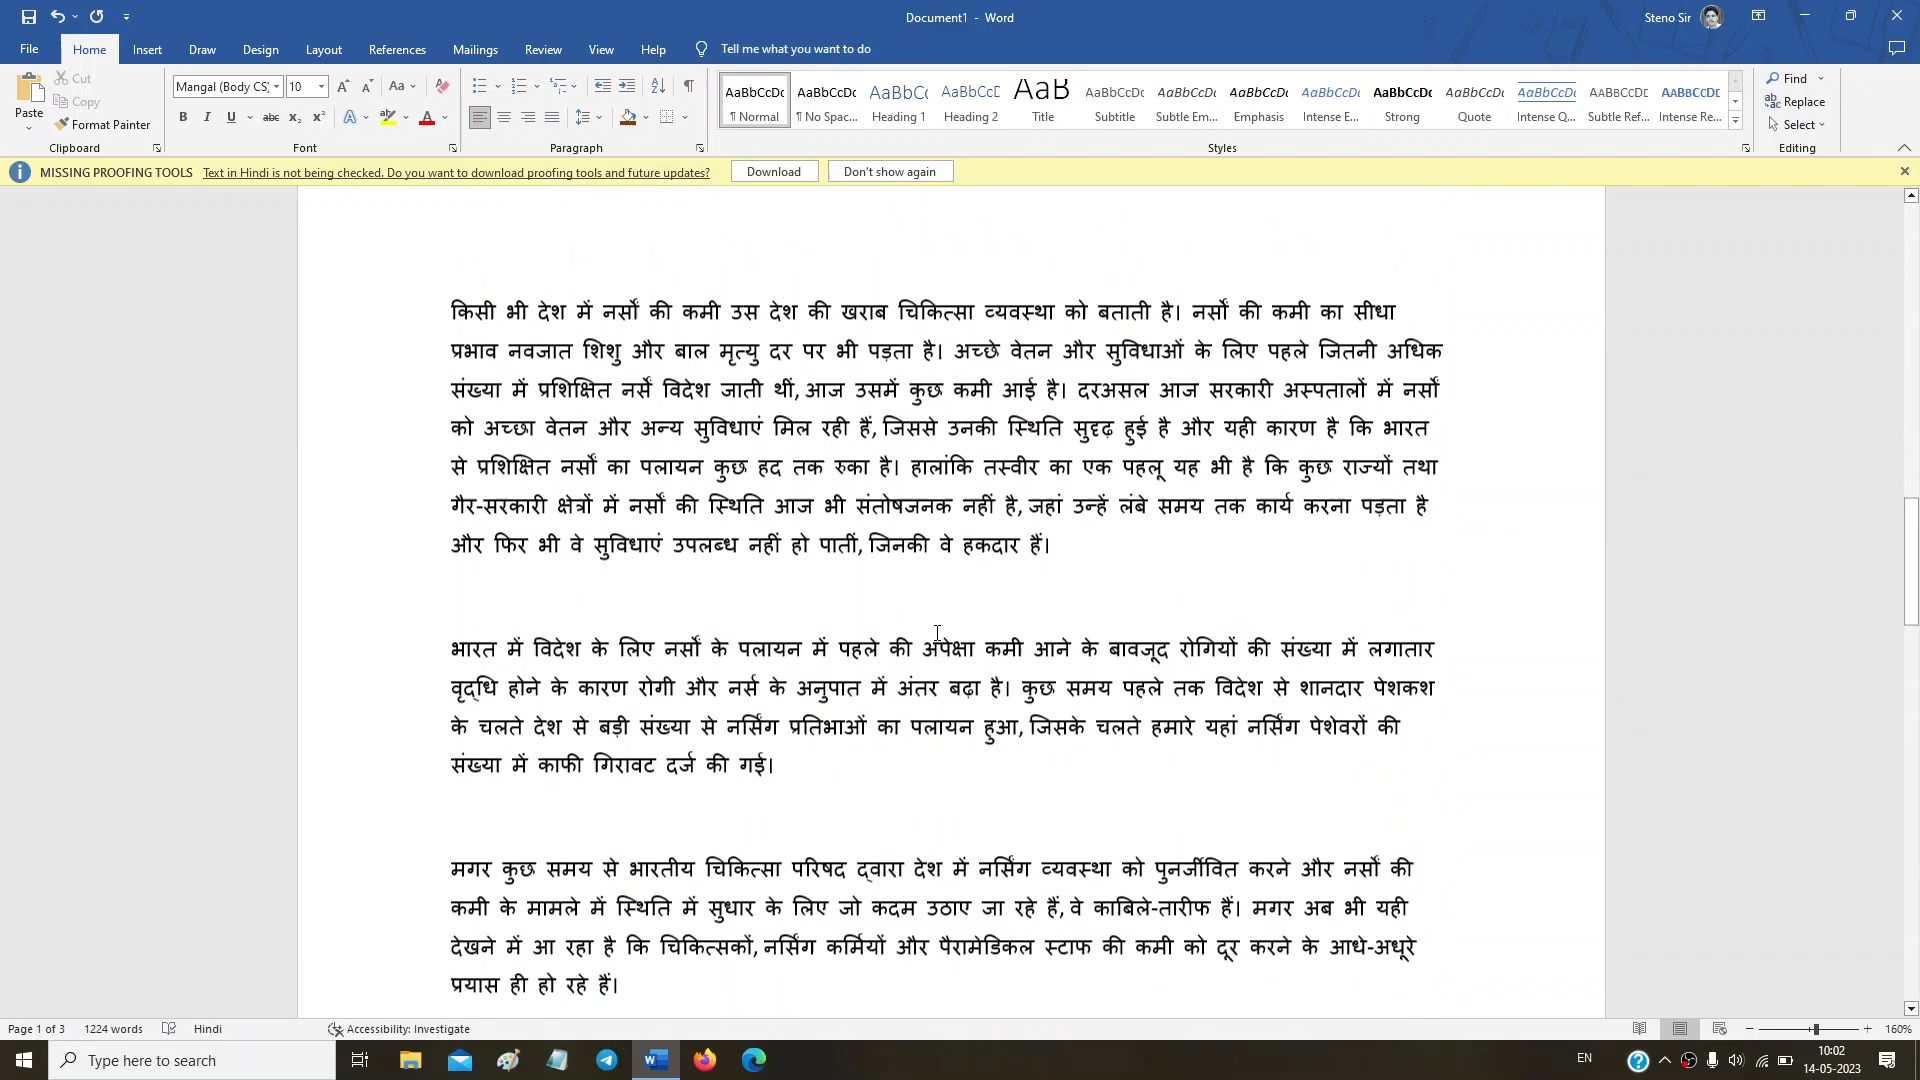 Document1 - Word
Steno Sir
File Home Insert Draw Design Layout References Mailings Review View Help Tell me what you want to do
Paste
Cut
Copy
Format Painter
Clipboard
Mangal (Body CS) 10
Font
Paragraph
AaBbCcDc AaBbCcDc AaBbCc AaBbCcE AaB AaBbCcDc AaBbCcDc AaBbCcDc AaBbCcDc AaBbCcDc AaBbCcDc AaBbCcDc AABBCCDE AABBCCDE
¶ Normal ¶ No Spac... Heading 1 Heading 2 Title Subtitle Subtle Em... Emphasis Intense E... Strong Quote Intense Q... Subtle Ref... Intense Re...
Styles
Find
Replace
Select
Editing
MISSING PROOFING TOOLS Text in Hindi is not being checked. Do you want to download proofing tools and future updates? Download Don't show again
किसी भी देश में नर्सों की कमी उस देश की खराब चिकित्सा व्यवस्था को बताती है। नर्सों की कमी का सीधा
प्रभाव नवजात शिशु और बाल मृत्यु दर पर भी पड़ता है। अच्छे वेतन और सुविधाओं के लिए पहले जितनी अधिक
संख्या में प्रशिक्षित नर्सें विदेश जाती थीं, आज उसमें कुछ कमी आई है। दरअसल आज सरकारी अस्पतालों में नर्सों
को अच्छा वेतन और अन्य सुविधाएं मिल रही हैं, जिससे उनकी स्थिति सुदृढ़ हुई है और यही कारण है कि भारत
से प्रशिक्षित नर्सों का पलायन कुछ हद तक रुका है। हालांकि तस्वीर का एक पहलू यह भी है कि कुछ राज्यों तथा
गैर-सरकारी क्षेत्रों में नर्सों की स्थिति आज भी संतोषजनक नहीं है, जहां उन्हें लंबे समय तक कार्य करना पड़ता है
और फिर भी वे सुविधाएं उपलब्ध नहीं हो पातीं, जिनकी वे हकदार हैं।
भारत में विदेश के लिए नर्सों के पलायन में पहले की अपेक्षा कमी आने के बावजूद रोगियों की संख्या में लगातार
वृद्धि होने के कारण रोगी और नर्स के अनुपात में अंतर बढ़ा है। कुछ समय पहले तक विदेश से शानदार पेशकश
के चलते देश से बड़ी संख्या से नर्सिंग प्रतिभाओं का पलायन हुआ, जिसके चलते हमारे यहां नर्सिंग पेशेवरों की
संख्या में काफी गिरावट दर्ज की गई।
मगर कुछ समय से भारतीय चिकित्सा परिषद द्वारा देश में नर्सिंग व्यवस्था को पुनर्जीवित करने और नर्सों की
कमी के मामले में स्थिति में सुधार के लिए जो कदम उठाए जा रहे हैं, वे काबिले-तारीफ हैं। मगर अब भी यही
देखने में आ रहा है कि चिकित्सकों, नर्सिंग कर्मियों और पैरामेडिकल स्टाफ की कमी को दूर करने के आधे-अधूरे
प्रयास ही हो रहे हैं।
Page 1 of 3 1224 words Hindi Accessibility: Investigate 160%
Type here to search
EN
10:02
14-05-2023